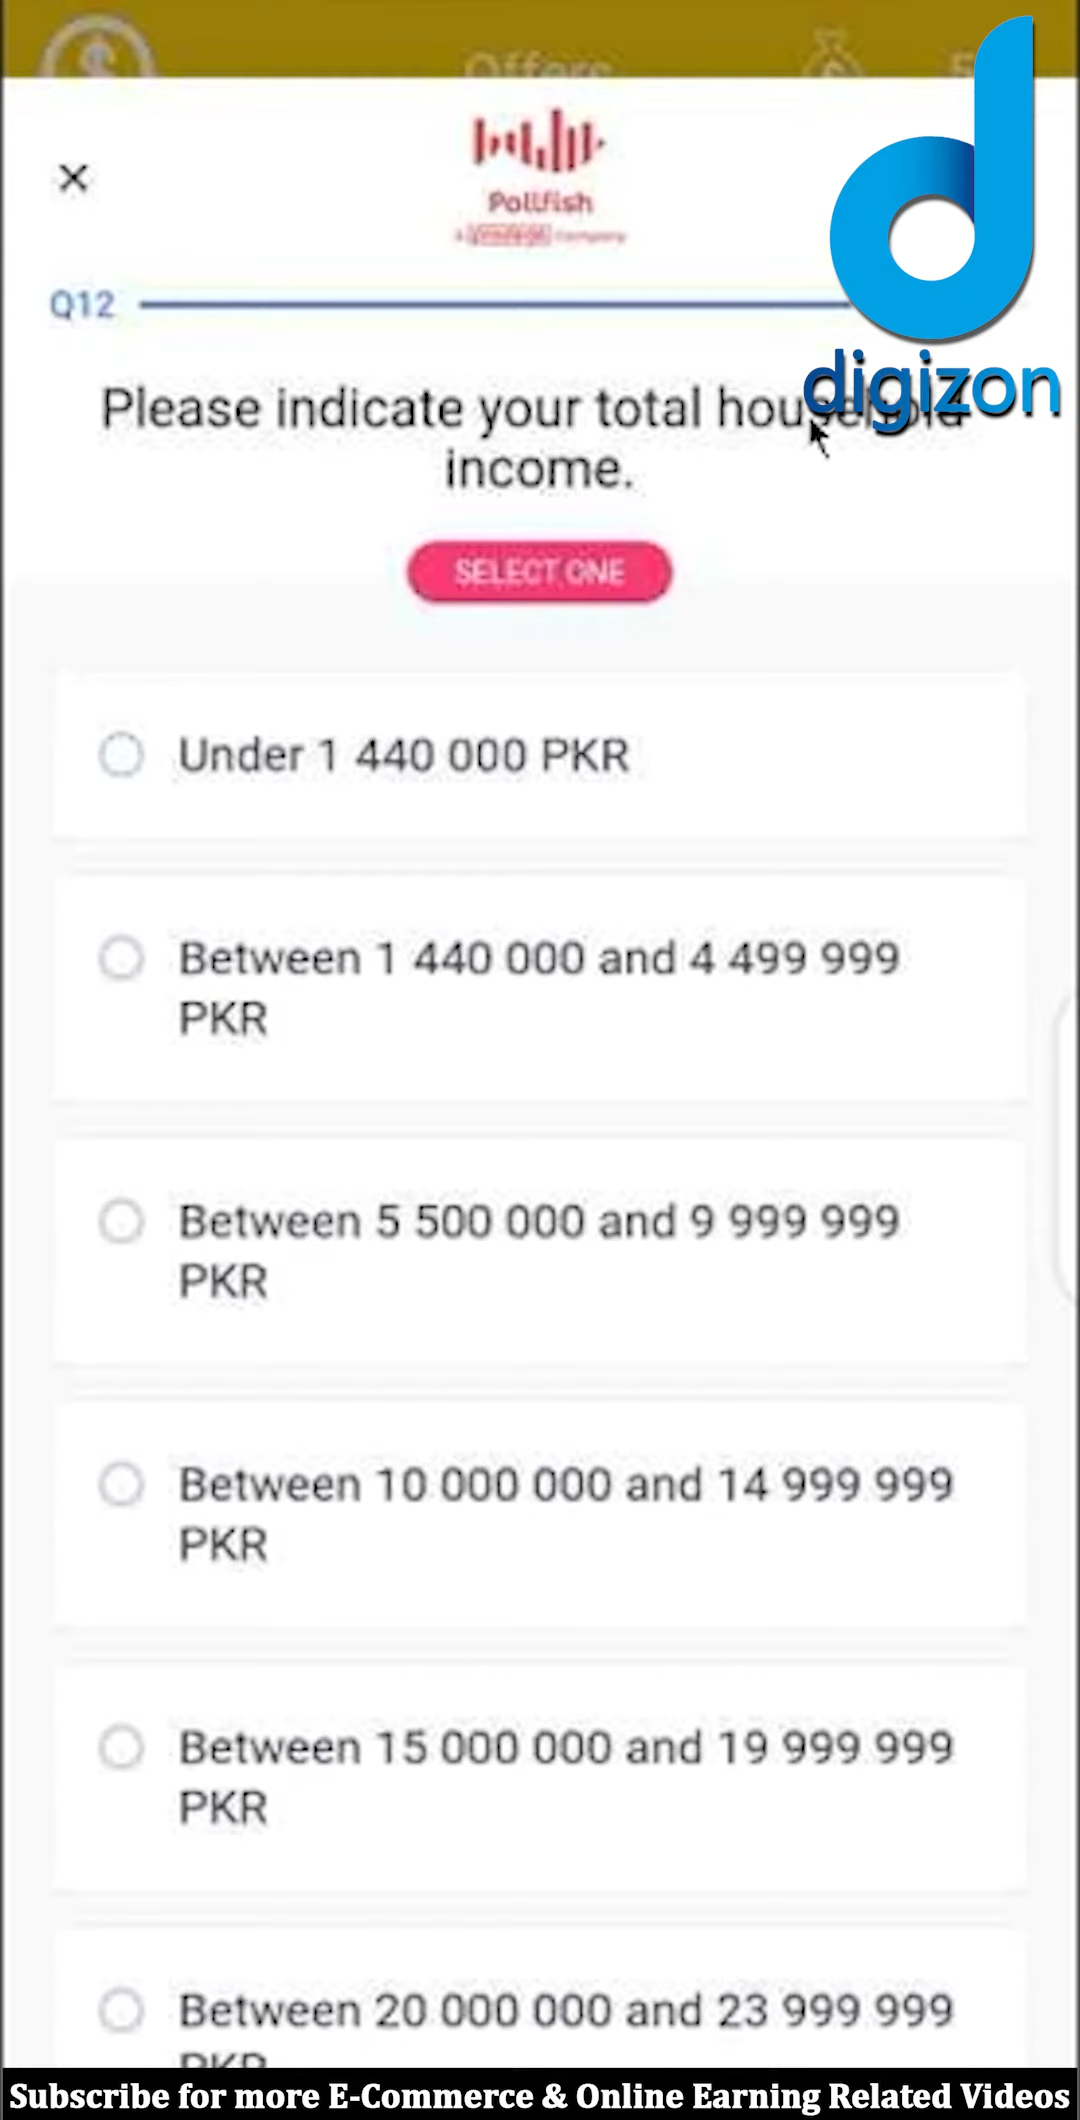 Offers
Pollfish
Q12
digizon
Please indicate your total household
income.
SELECT ONE
Under 1 440 000 PKR
Between 1 440 000 and 4 499 999
PKR
Between 5 500 000 and 9 999 999
PKR
Between 10 000 000 and 14 999 999
PKR
Between 15 000 000 and 19 999 999
PKR
Between 20 000 000 and 23 999 999
PKR
Subscribe for more E-Commerce & Online Earning Related Videos